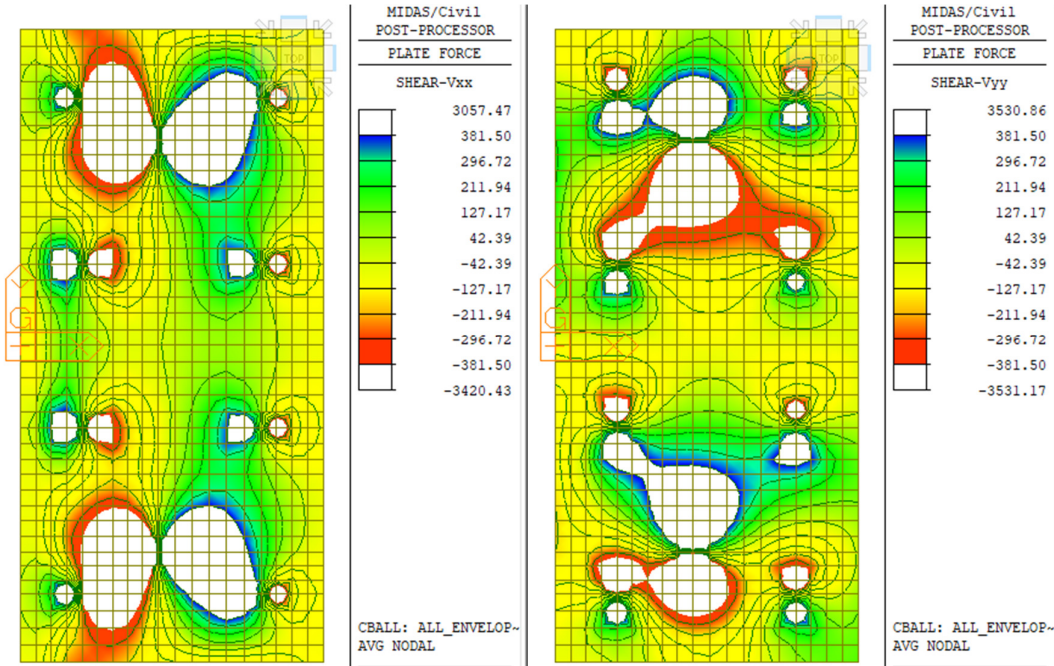 MIDAS/Civil
POST-PROCESSOR
PLATE FORCE
SHEAR-Vxx
3057.47
381.50
296.72
211.94
127.17
42.39
-42.39
-127.17
-211.94
-296.72
-381.50
-3420.43
CBALL: ALL_ENVELOP~
AVG NODAL
TOP
MIDAS/Civil
POST-PROCESSOR
PLATE FORCE
SHEAR-Vyy
3530.86
381.50
296.72
211.94
127.17
42.39
-42.39
-127.17
-211.94
-296.72
-381.50
-3531.17
CBALL: ALL_ENVELOP~
AVG NODAL
TOP